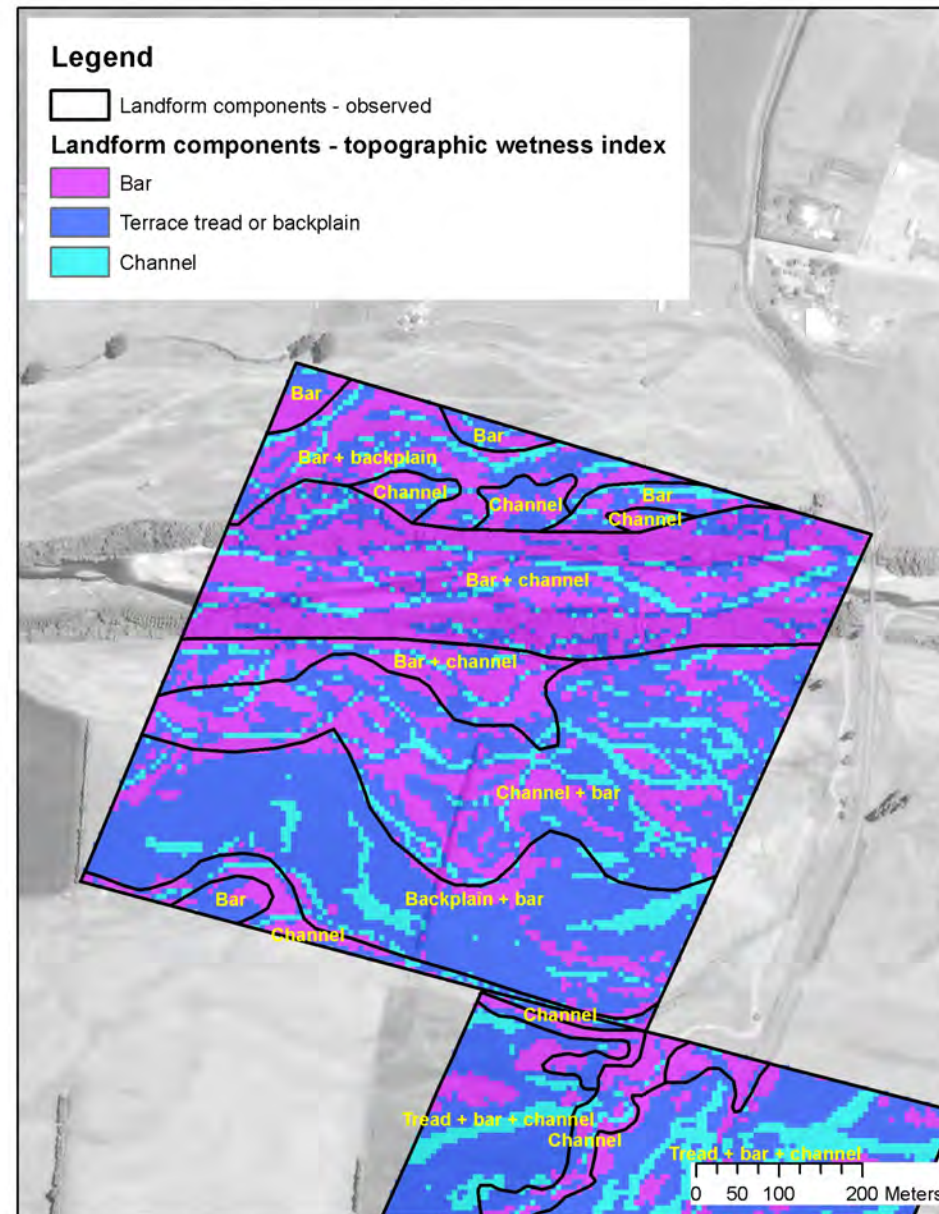 Legend
Landform components - observed
Landform components - topographic wetness index
Bar
Terrace tread or backplain
Channel
Bar
Bar
Bar + backplain
Channel
Channel
Bar
Channel
Bar + channel
Bar + channel
Channel + bar
Bar
Backplain + bar
Channel
Channel
Tread + bar + channel
Channel
Tread + bar + channel
0 50 100 200 Meters